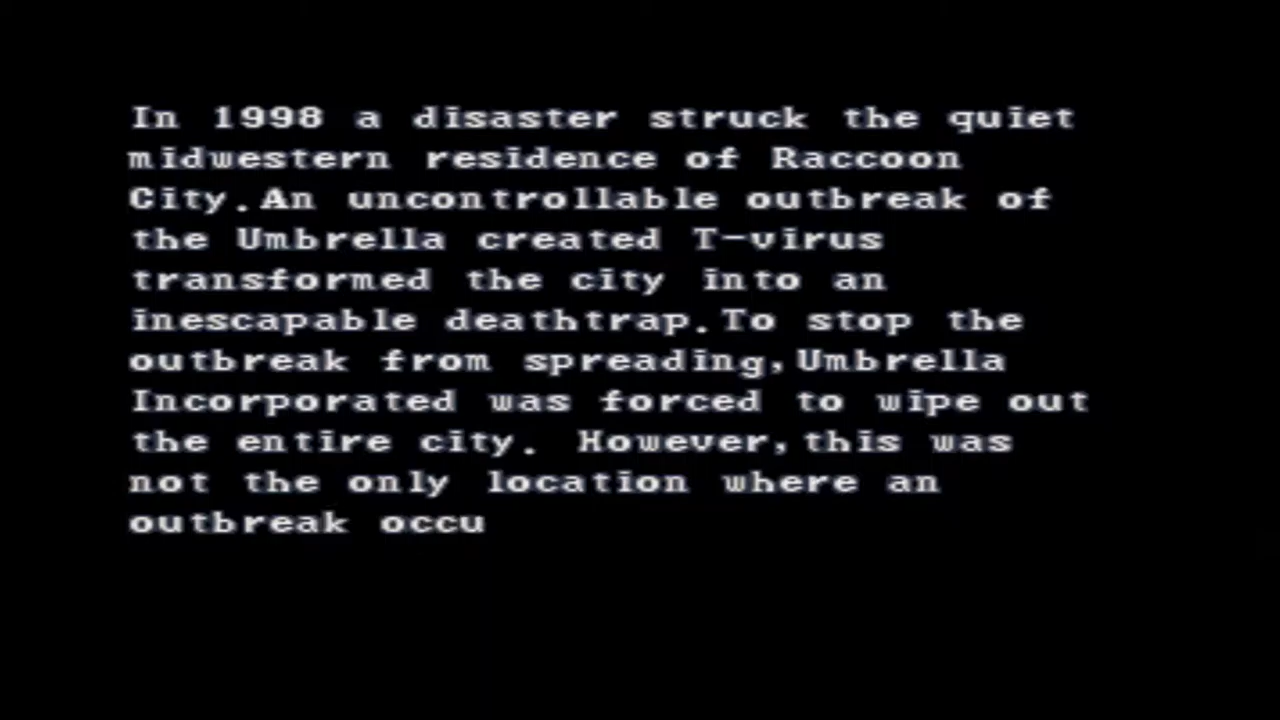 In 1998 a disaster struck the quiet
midwestern residence of Raccoon
City.An uncontrollable outbreak of
the Umbrella created T-virus
transformed the city into an
inescapable deathtrap.To stop the
outbreak from spreading,Umbrella
Incorporated was forced to wipe out
the entire city. However,this was
not the only location where an
outbreak occu